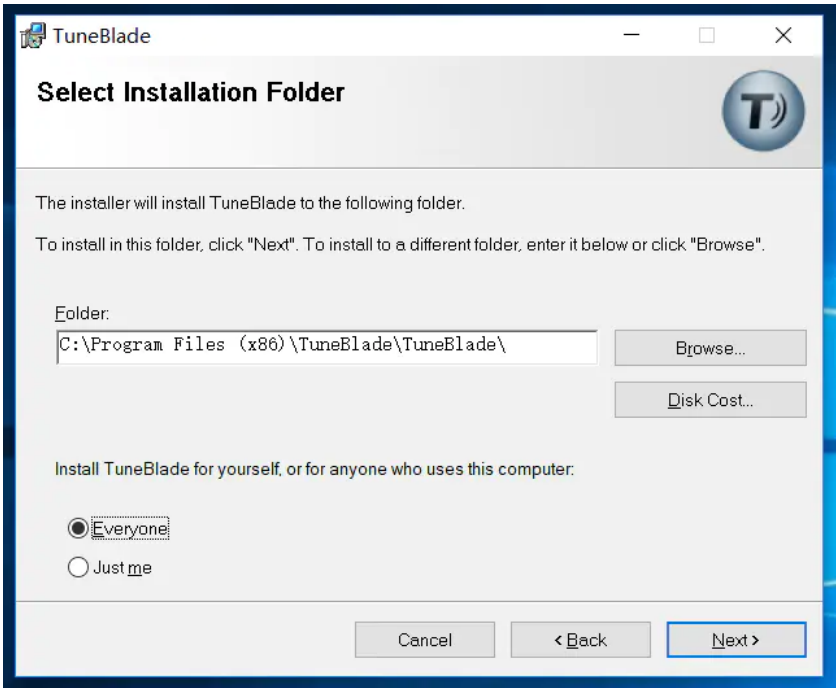 TuneBlade
Select Installation Folder
T
The installer will install TuneBlade to the following folder.
To install in this folder, click "Next". To install to a different folder, enter it below or click "Browse".
Folder:
C:\Program Files (x86)\TuneBlade\TuneBlade\
Browse...
Disk Cost...
Install TuneBlade for yourself, or for anyone who uses this computer:
Everyone
Just me
Cancel
< Back
Next >